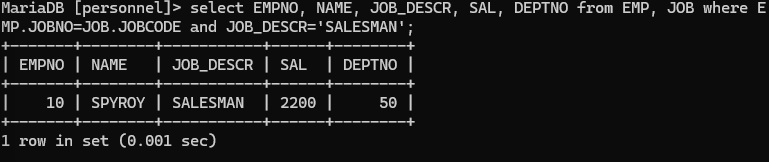 MariaDB [personnel]> select EMPNO, NAME, JOB_DESCR, SAL, DEPTNO from EMP, JOB where E
MP.JOBNO=JOB.JOBCODE and JOB_DESCR='SALESMAN';
+-------+--------+-----------+------+--------+
| EMPNO | NAME   | JOB_DESCR | SAL  | DEPTNO |
+-------+--------+-----------+------+--------+
|    10 | SPYROY | SALESMAN  | 2200 |     50 |
+-------+--------+-----------+------+--------+
1 row in set (0.001 sec)